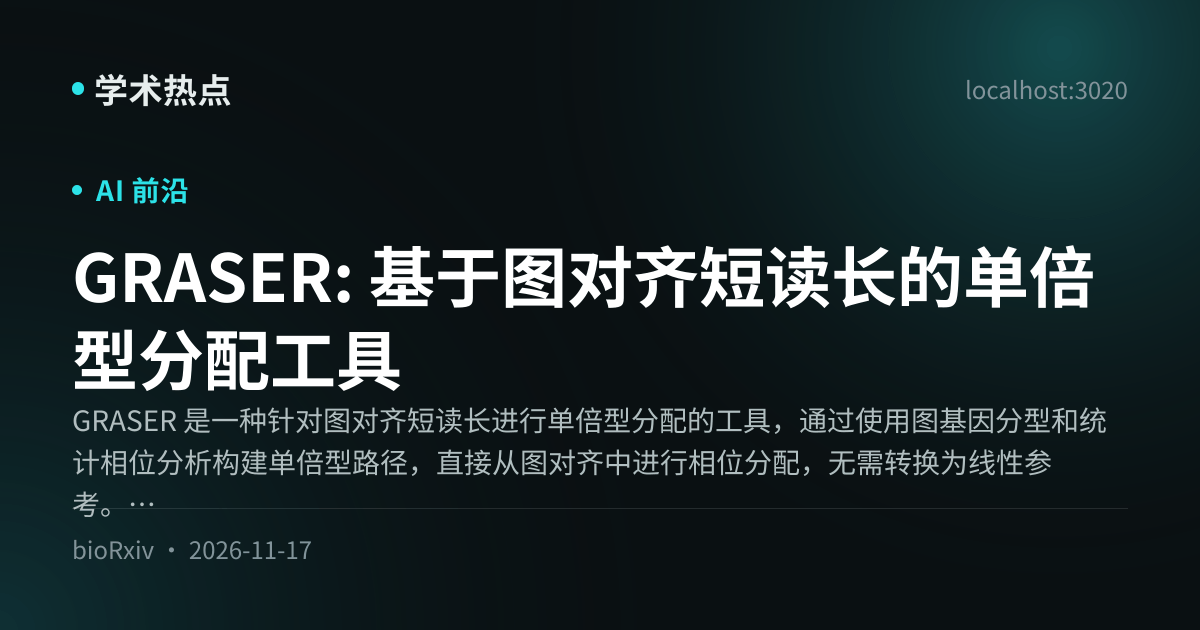 学术热点
localhost:3020
AI 前沿
GRASER: 基于图对齐短读长的单倍
型分配工具
GRASER 是一种针对图对齐短读长进行单倍型分配的工具，通过使用图基因分型和统
计相位分析构建单倍型路径，直接从图对齐中进行相位分配，无需转换为线性参
考。…
bioRxiv • 2026-11-17